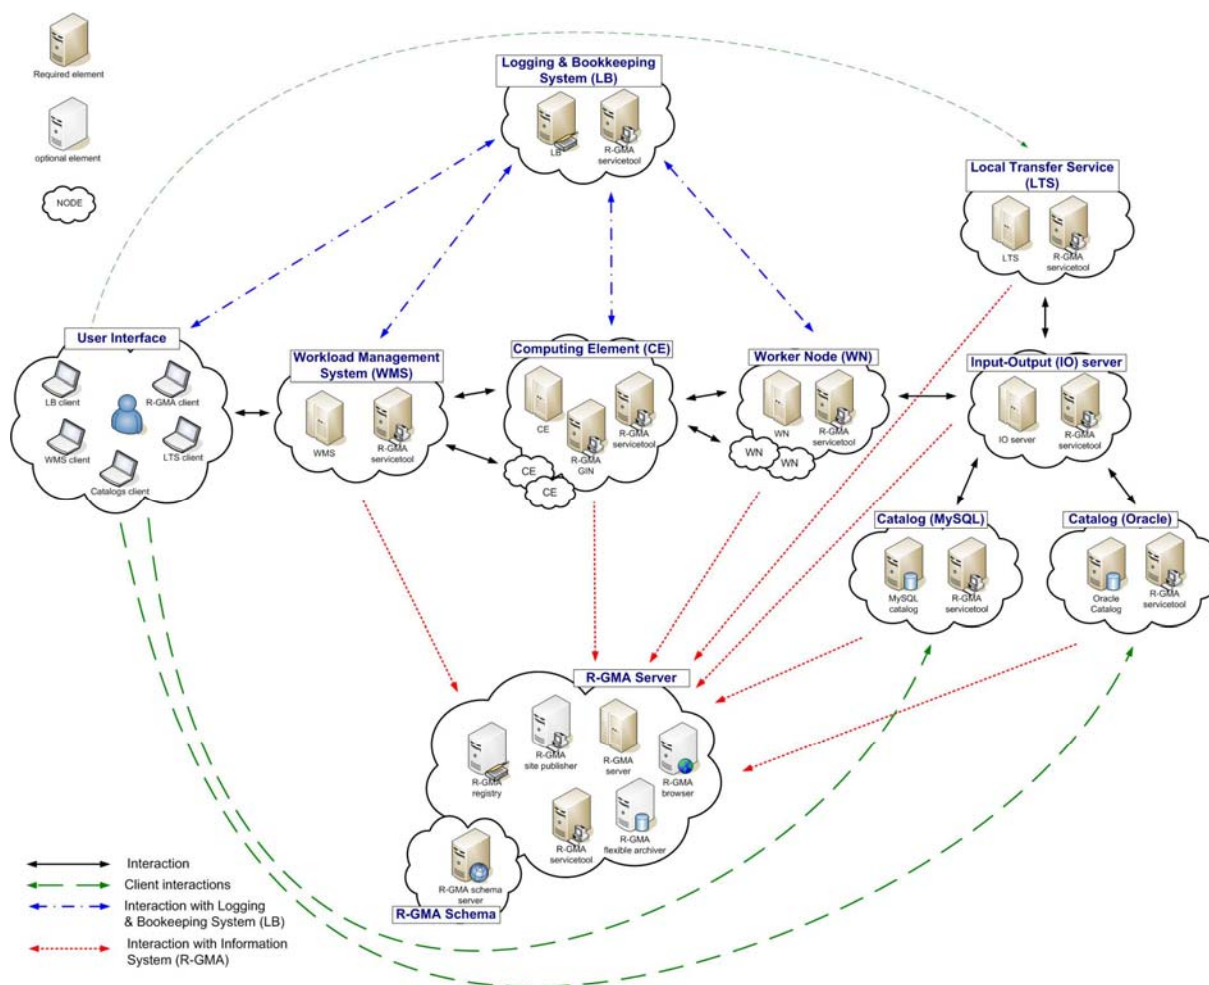 Required element
optional element
NODE
Logging & Bookkeeping
System (LB)
LB
R-GMA
servicetool
Local Transfer Service
(LTS)
LTS
R-GMA
servicetool
User Interface
LB client
R-GMA client
WMS client
LTS client
Catalogs client
Workload Management
System (WMS)
WMS
R-GMA
servicetool
Computing Element (CE)
CE
R-GMA
GIN
R-GMA
servicetool
CE
CE
Worker Node (WN)
WN
R-GMA
servicetool
WN
WN
Input-Output (IO) server
IO server
R-GMA
servicetool
Catalog (MySQL)
MySQL
catalog
R-GMA
servicetool
Catalog (Oracle)
Oracle
Catalog
R-GMA
servicetool
R-GMA Server
R-GMA
registry
R-GMA
site publisher
R-GMA
server
R-GMA
browser
R-GMA
servicetool
R-GMA
flexible archiver
R-GMA schema
server
R-GMA Schema
Interaction
Client interactions
Interaction with Logging
& Bookeeping System (LB)
Interaction with Information
System (R-GMA)